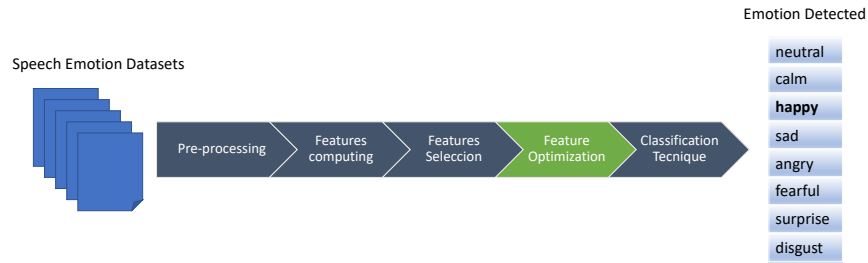 Emotion Detected
Speech Emotion Datasets
Pre-processing
Features
computing
Features
Seleccion
Feature
Optimization
Classification
Tecnique
neutral
calm
happy
sad
angry
fearful
surprise
disgust